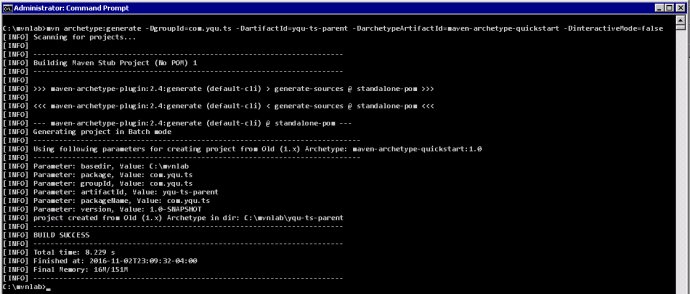 Administrator: Command Prompt
C:\mvnlab>mvn archetype:generate -DgroupId=com.yqu.ts -DartifactId=yqu-ts-parent -DarchetypeArtifactId=maven-archetype-quickstart -DinteractiveMode=false
[INFO] Scanning for projects...
[INFO]
[INFO] ------------------------------------------------------------------------
[INFO] Building Maven Stub Project (No POM) 1
[INFO] ------------------------------------------------------------------------
[INFO]
[INFO] >>> maven-archetype-plugin:2.4:generate (default-cli) > generate-sources @ standalone-pom >>>
[INFO]
[INFO] <<< maven-archetype-plugin:2.4:generate (default-cli) < generate-sources @ standalone-pom <<<
[INFO]
[INFO] --- maven-archetype-plugin:2.4:generate (default-cli) @ standalone-pom ---
[INFO] Generating project in Batch mode
[INFO] ----------------------------------------------------------------------------
[INFO] Using following parameters for creating project from Old (1.x) Archetype: maven-archetype-quickstart:1.0
[INFO] ----------------------------------------------------------------------------
[INFO] Parameter: basedir, Value: C:\mvnlab
[INFO] Parameter: package, Value: com.yqu.ts
[INFO] Parameter: groupId, Value: com.yqu.ts
[INFO] Parameter: artifactId, Value: yqu-ts-parent
[INFO] Parameter: packageName, Value: com.yqu.ts
[INFO] Parameter: version, Value: 1.0-SNAPSHOT
[INFO] project created from Old (1.x) Archetype in dir: C:\mvnlab\yqu-ts-parent
[INFO] ------------------------------------------------------------------------
[INFO] BUILD SUCCESS
[INFO] ------------------------------------------------------------------------
[INFO] Total time: 8.229 s
[INFO] Finished at: 2016-11-02T23:09:32-04:00
[INFO] Final Memory: 16M/151M
[INFO] ------------------------------------------------------------------------
C:\mvnlab>_